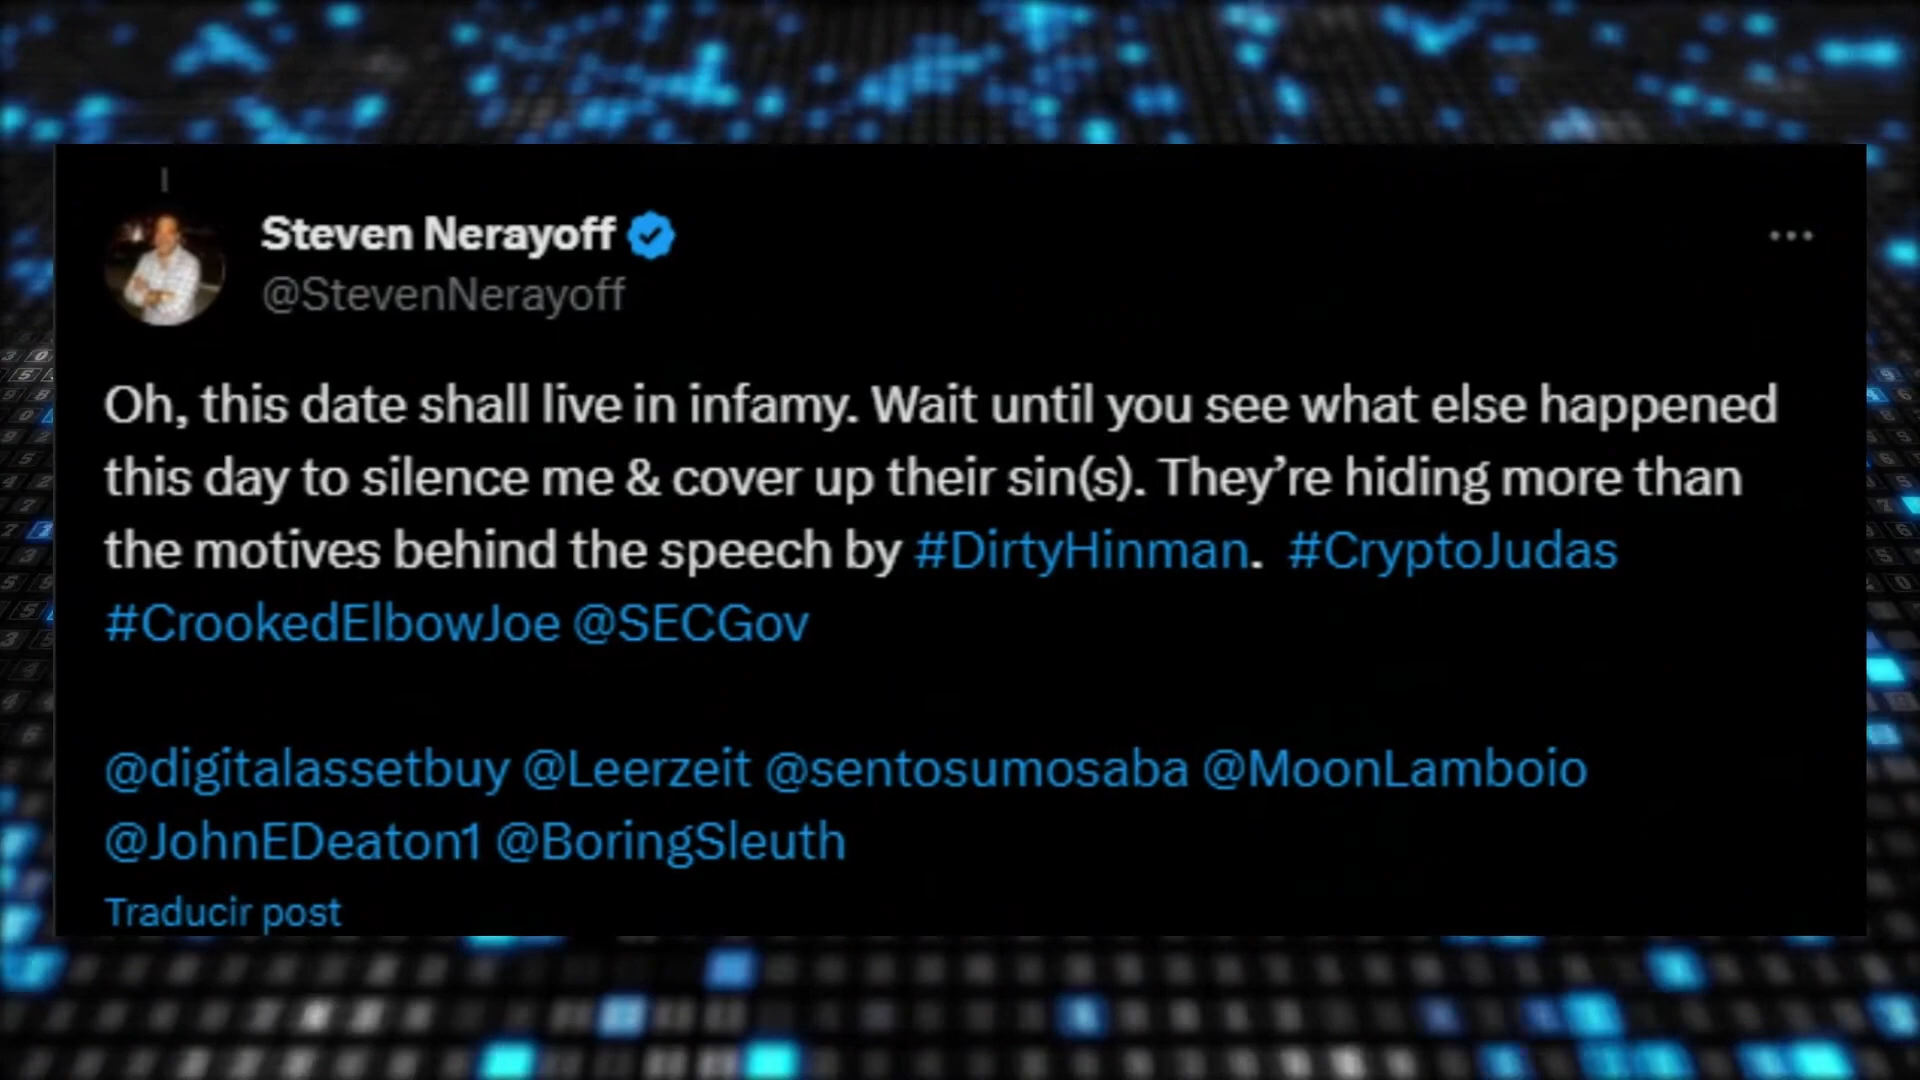 Steven Nerayoff
@StevenNerayoff
Oh, this date shall live in infamy. Wait until you see what else happened
this day to silence me & cover up their sin(s). They’re hiding more than
the motives behind the speech by #DirtyHinman.  #CryptoJudas
#CrookedElbowJoe @SECGov
@digitalassetbuy @Leerzeit @sentosumosaba @MoonLamboio
@JohnEDeaton1 @BoringSleuth
Traducir post